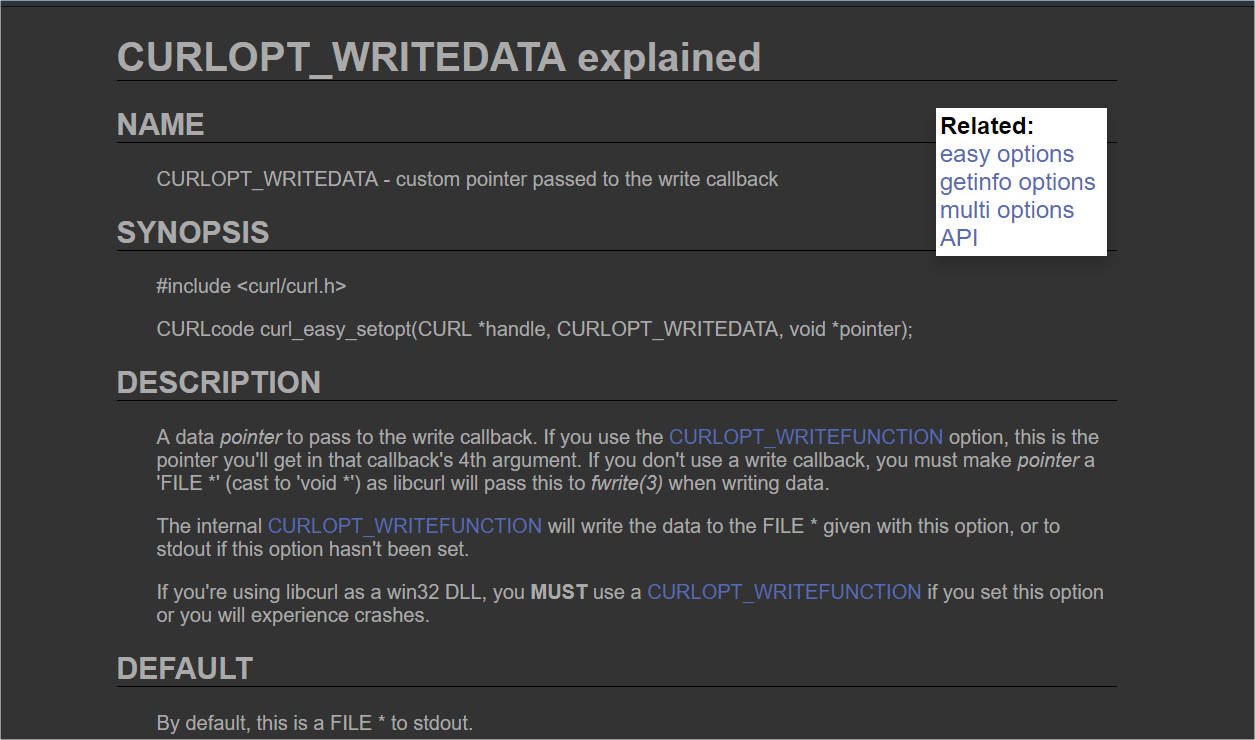 CURLOPT_WRITEDATA explained
NAME
CURLOPT_WRITEDATA - custom pointer passed to the write callback
Related:
easy options
getinfo options
multi options
API
SYNOPSIS
#include <curl/curl.h>
CURLcode curl_easy_setopt(CURL *handle, CURLOPT_WRITEDATA, void *pointer);
DESCRIPTION
A data pointer to pass to the write callback. If you use the CURLOPT_WRITEFUNCTION option, this is the
pointer you'll get in that callback's 4th argument. If you don't use a write callback, you must make pointer a
'FILE *' (cast to 'void *') as libcurl will pass this to fwrite(3) when writing data.
The internal CURLOPT_WRITEFUNCTION will write the data to the FILE * given with this option, or to
stdout if this option hasn't been set.
If you're using libcurl as a win32 DLL, you MUST use a CURLOPT_WRITEFUNCTION if you set this option
or you will experience crashes.
DEFAULT
By default, this is a FILE * to stdout.